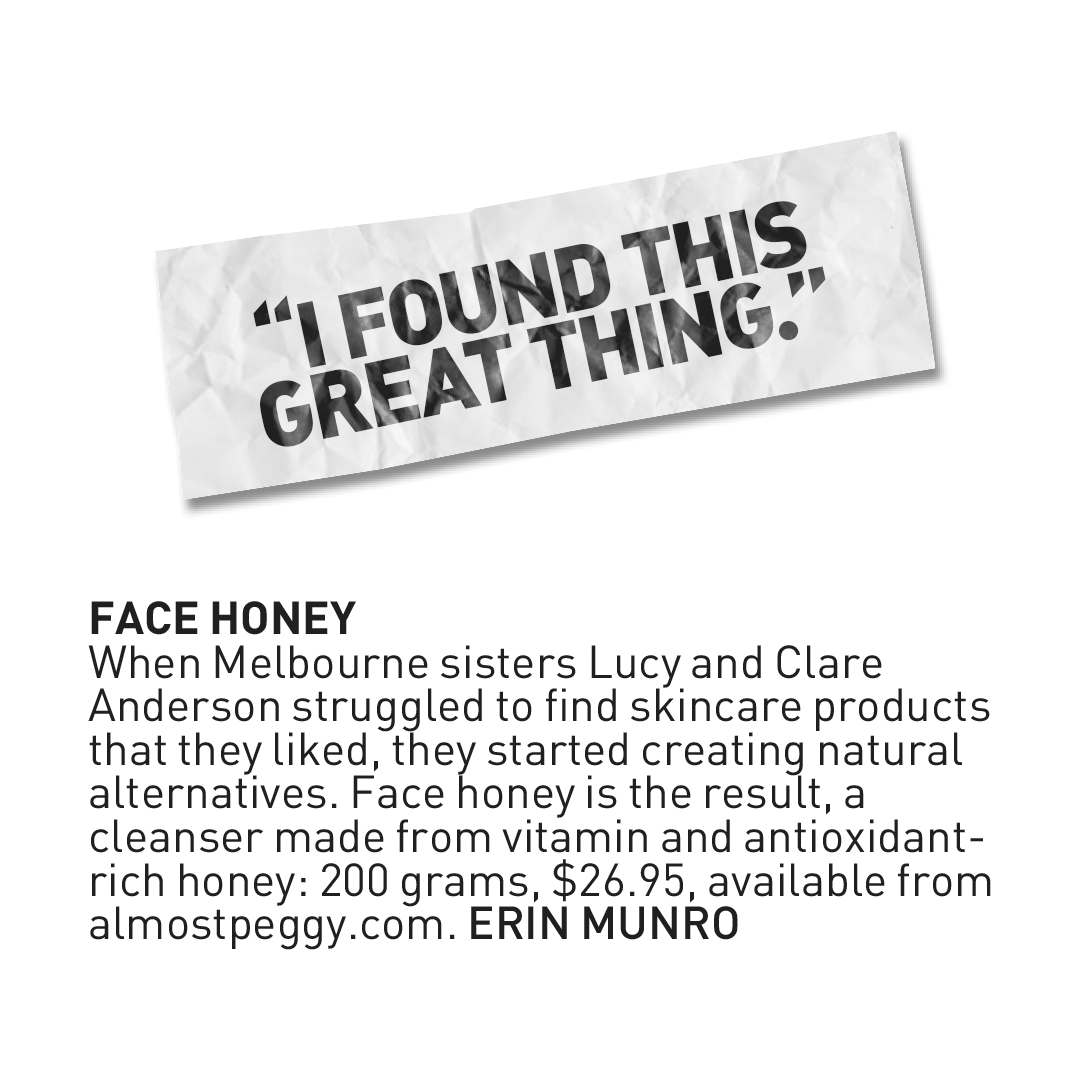 “I FOUND THIS
GREAT THING.”
FACE HONEY
When Melbourne sisters Lucy and Clare
Anderson struggled to find skincare products
that they liked, they started creating natural
alternatives. Face honey is the result, a
cleanser made from vitamin and antioxidant-
rich honey: 200 grams, $26.95, available from
almostpeggy.com. ERIN MUNRO